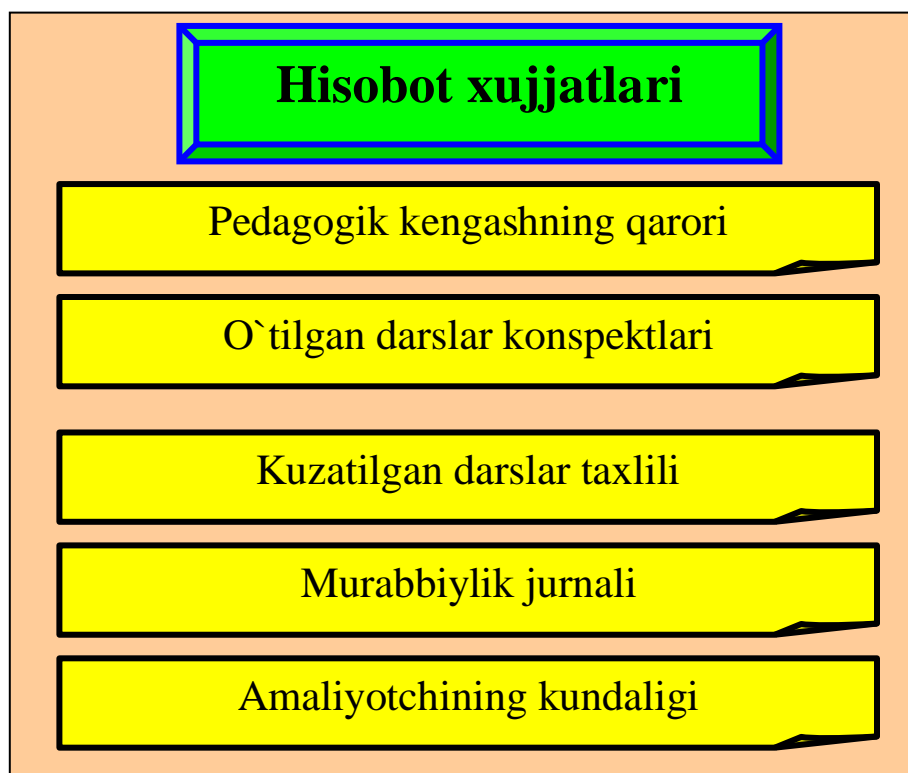 Hisobot xujjatlari
Pedagogik kengashning qarori
O`tilgan darslar konspektlari
Kuzatilgan darslar taxlili
Murabbiylik jurnali
Amaliyotchining kundaligi